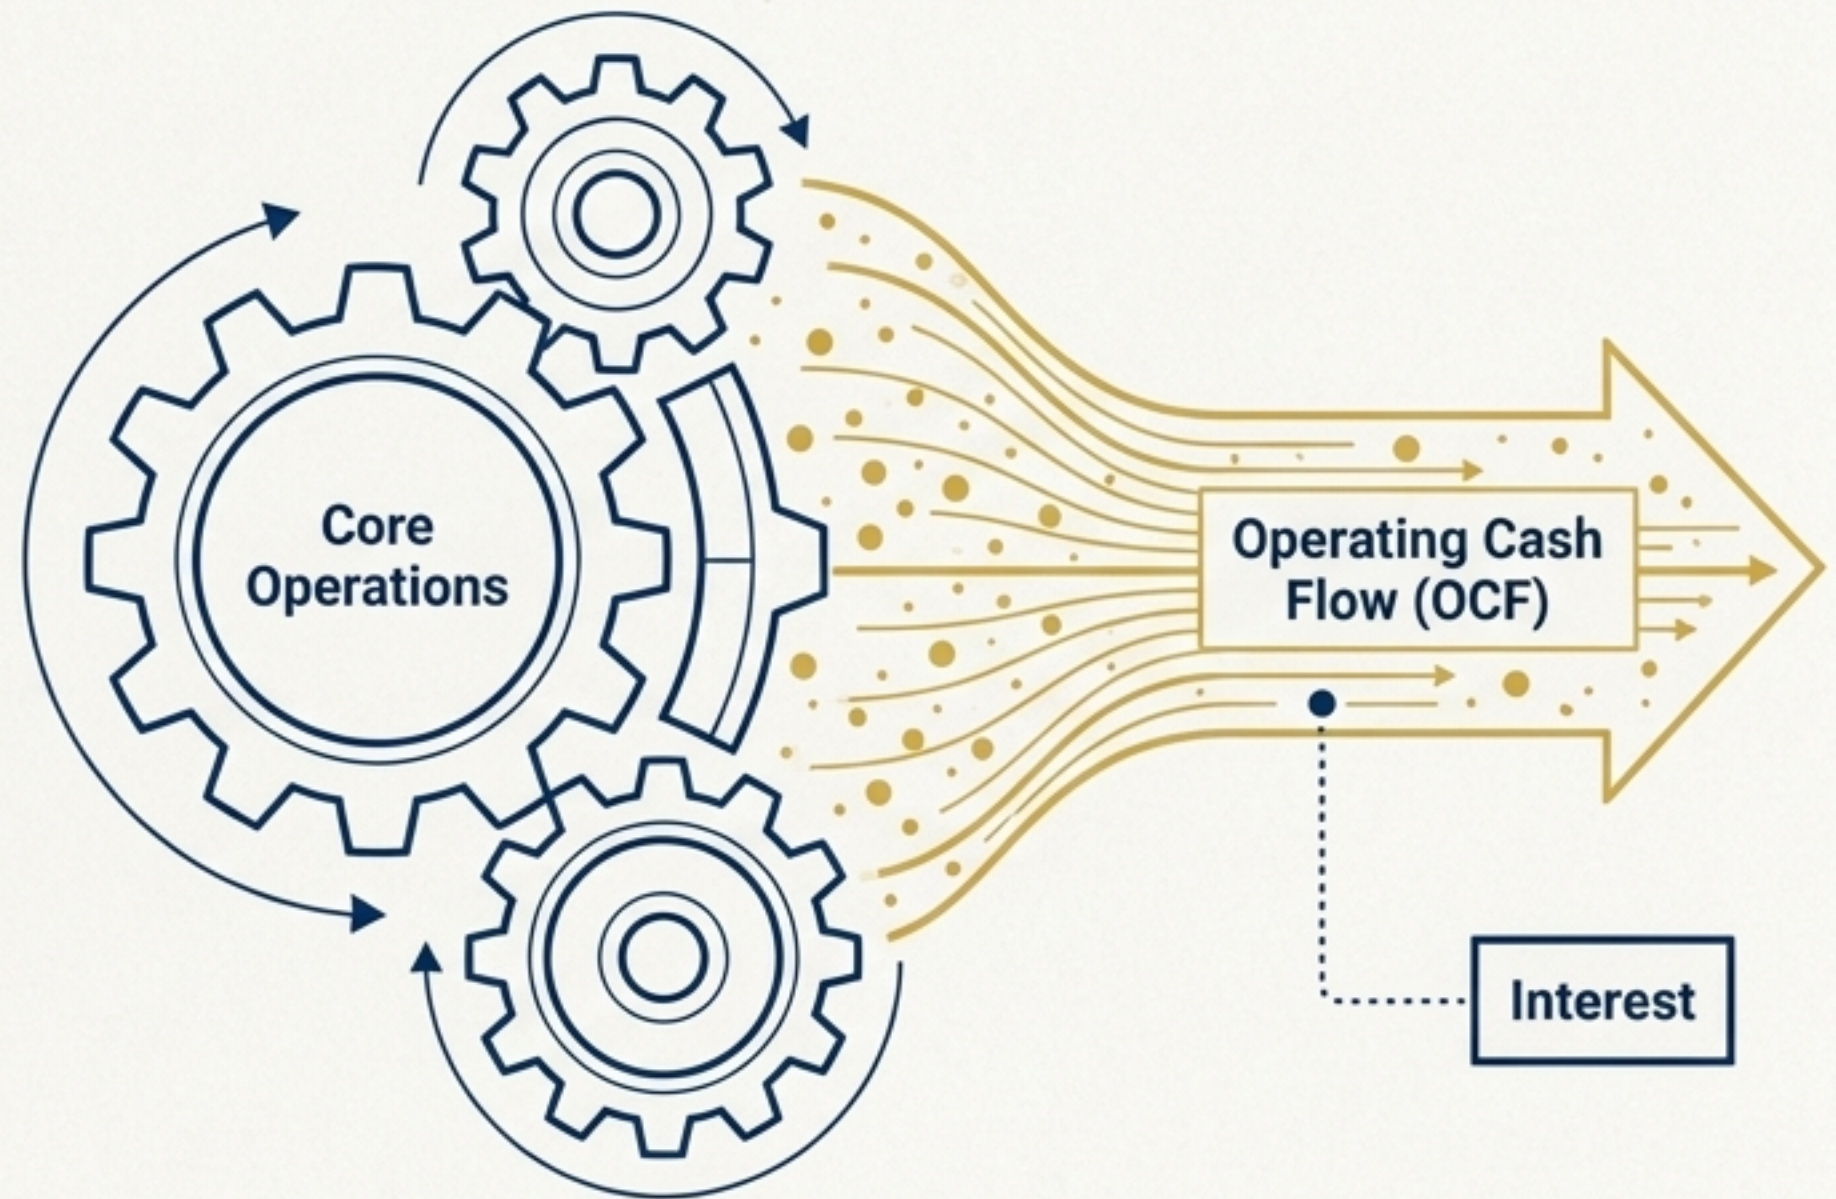 Core
Operations
Operating Cash
Flow (OCF)
Interest